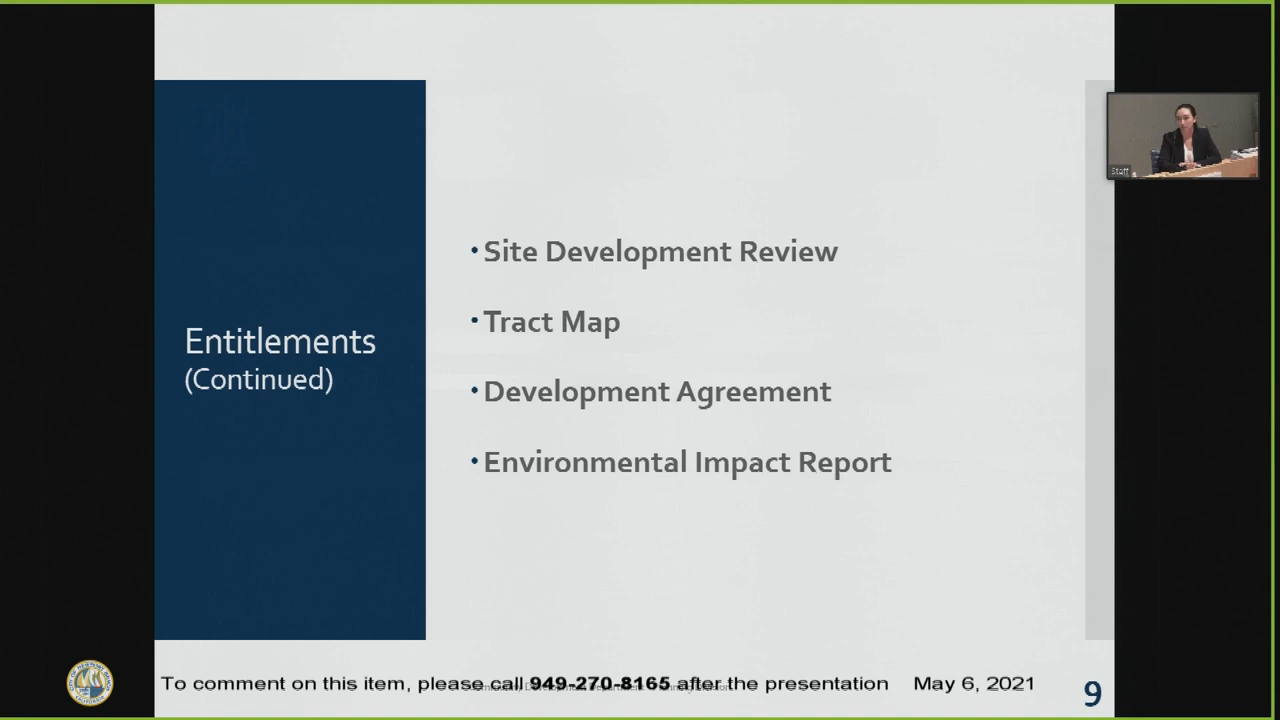 Entitlements
(Continued)
• Site Development Review
• Tract Map
• Development Agreement
• Environmental Impact Report
Staff
To comment on this item, please call 949-270-8165 after the presentation May 6, 2021
9